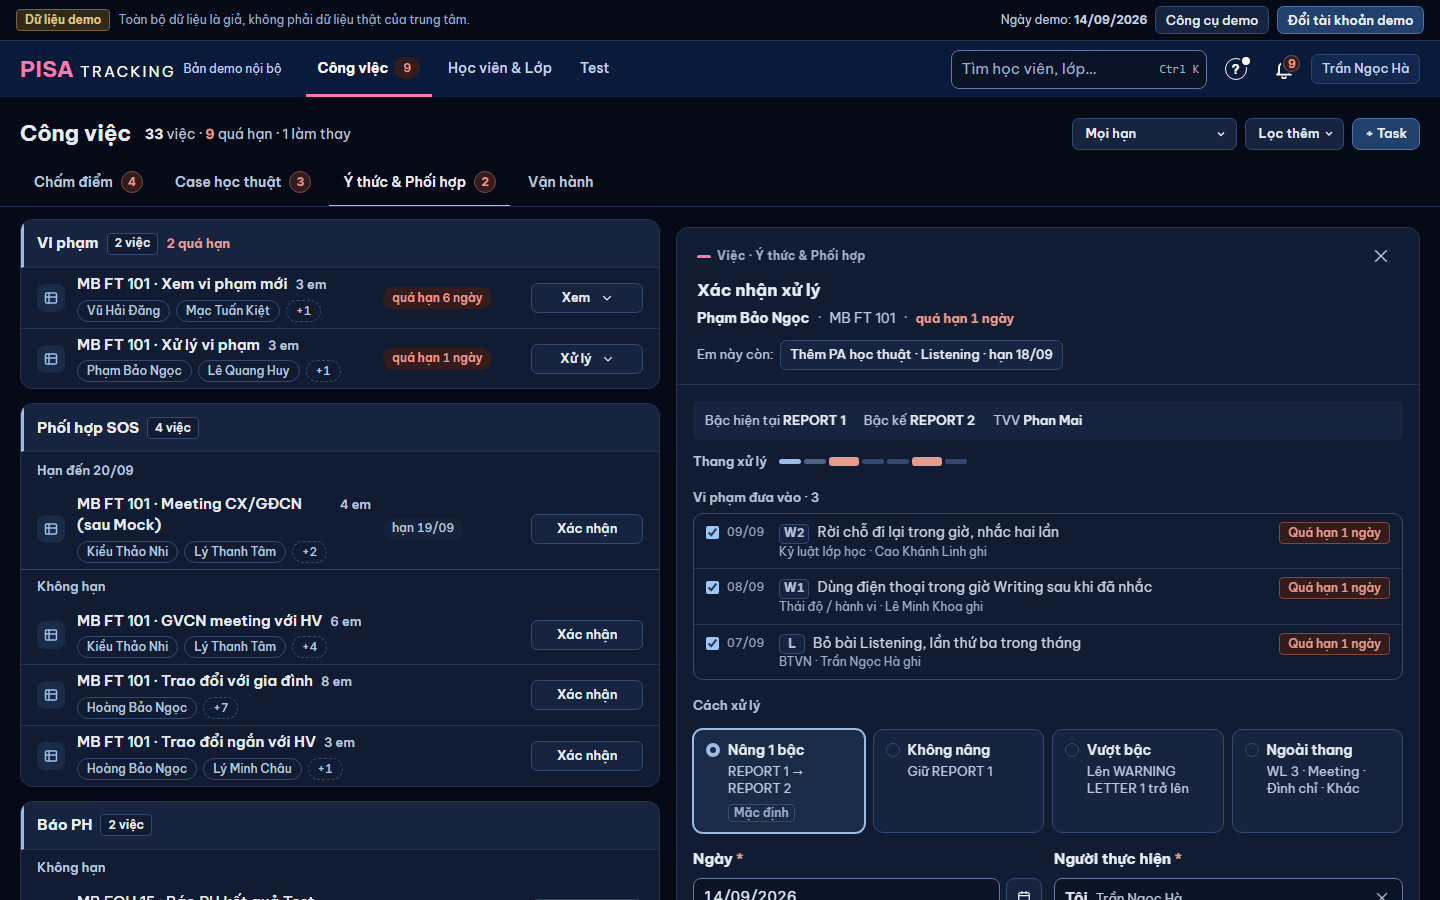 Dữ liệu demo Toàn bộ dữ liệu là giả, không phải dữ liệu thật của trung tâm. Ngày demo: 14/09/2026 Công cụ demo Đổi tài khoản demo
PISA TRACKING Bản demo nội bộ Công việc 9 Học viên & Lớp Test Tìm học viên, lớp... Ctrl K ? 9 Trần Ngọc Hà
Công việc 33 việc · 9 quá hạn · 1 làm thay Mọi hạn Lọc thêm + Task
Chấm điểm 4 Case học thuật 3 Ý thức & Phối hợp 2 Vận hành
Vi phạm 2 việc 2 quá hạn
MB FT 101 · Xem vi phạm mới 3 em
Vũ Hải Đăng Mạc Tuấn Kiệt +1
quá hạn 6 ngày Xem
MB FT 101 · Xử lý vi phạm 3 em
Phạm Bảo Ngọc Lê Quang Huy +1
quá hạn 1 ngày Xử lý
Phối hợp SOS 4 việc
Hạn đến 20/09
MB FT 101 · Meeting CX/GĐCN 4 em
(sau Mock)
Kiều Thảo Nhi Lý Thanh Tâm +2
hạn 19/09 Xác nhận
Không hạn
MB FT 101 · GVCN meeting với HV 6 em
Kiều Thảo Nhi Lý Thanh Tâm +4
Xác nhận
MB FT 101 · Trao đổi với gia đình 8 em
Hoàng Bảo Ngọc +7
Xác nhận
MB FT 101 · Trao đổi ngắn với HV 3 em
Hoàng Bảo Ngọc Lý Minh Châu +1
Xác nhận
Báo PH 2 việc
Không hạn
Việc · Ý thức & Phối hợp
Xác nhận xử lý
Phạm Bảo Ngọc · MB FT 101 · quá hạn 1 ngày
Em này còn: Thêm PA học thuật · Listening · hạn 18/09
Bậc hiện tại REPORT 1 Bậc kế REPORT 2 TVV Phan Mai
Thang xử lý
Vi phạm đưa vào · 3
09/09 W2 Rời chỗ đi lại trong giờ, nhắc hai lần Quá hạn 1 ngày
Kỷ luật lớp học · Cao Khánh Linh ghi
08/09 W1 Dùng điện thoại trong giờ Writing sau khi đã nhắc Quá hạn 1 ngày
Thái độ / hành vi · Lê Minh Khoa ghi
07/09 L Bỏ bài Listening, lần thứ ba trong tháng Quá hạn 1 ngày
BTVN · Trần Ngọc Hà ghi
Cách xử lý
Nâng 1 bậc
REPORT 1 →
REPORT 2
Mặc định
Không nâng
Giữ REPORT 1
Vượt bậc
Lên WARNING
LETTER 1 trở lên
Ngoài thang
WL 3 · Meeting ·
Đình chỉ · Khác
Ngày * Người thực hiện *
14/09/2026 Tôi Trần Ngọc Hà